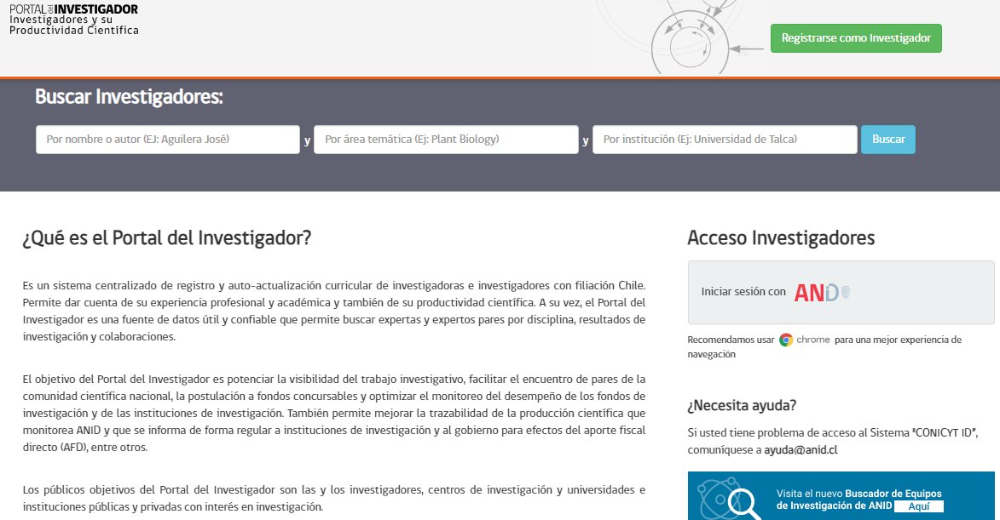 PORTAL del INVESTIGADOR
Investigadores y su
Productividad Científica
Registrarse como Investigador
Buscar Investigadores:
Por nombre o autor (EJ: Aguilera José) y Por área temática (Ej: Plant Biology) y Por institución (Ej: Universidad de Talca) Buscar
¿Qué es el Portal del Investigador?
Es un sistema centralizado de registro y auto-actualización curricular de investigadoras e investigadores con filiación Chile.
Permite dar cuenta de su experiencia profesional y académica y también de su productividad científica. A su vez, el Portal del
Investigador es una fuente de datos útil y confiable que permite buscar expertas y expertos pares por disciplina, resultados de
investigación y colaboraciones.
El objetivo del Portal del Investigador es potenciar la visibilidad del trabajo investigativo, facilitar el encuentro de pares de la
comunidad científica nacional, la postulación a fondos concursables y optimizar el monitoreo del desempeño de los fondos de
investigación y de las instituciones de investigación. También permite mejorar la trazabilidad de la producción científica que
monitorea ANID y que se informa de forma regular a instituciones de investigación y al gobierno para efectos del aporte fiscal
directo (AFD), entre otros.
Los públicos objetivos del Portal del Investigador son las y los investigadores, centros de investigación y universidades e
instituciones públicas y privadas con interés en investigación.
Acceso Investigadores
Iniciar sesión con ANID
Recomendamos usar chrome para una mejor experiencia de
navegación
¿Necesita ayuda?
Si usted tiene problema de acceso al Sistema "CONICYT ID",
comuníquese a ayuda@anid.cl
Visita el nuevo Buscador de Equipos
de Investigación de ANID Aquí